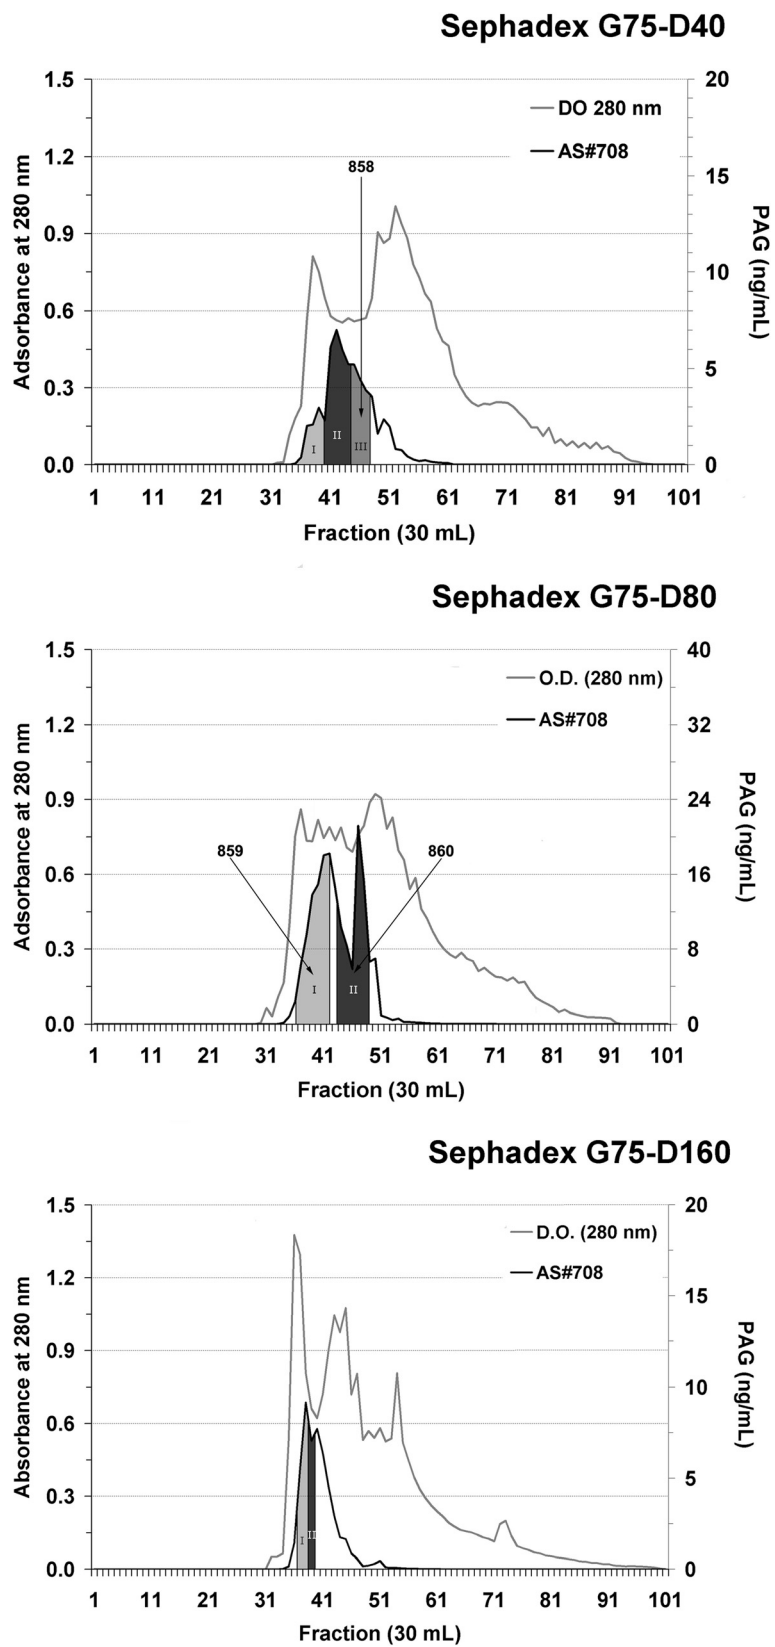 Sephadex G75-D40
1.5
1.2
0.9
0.6
0.3
0.0
Adsorbance at 280 nm
20
15
10
5
0
PAG (ng/mL)
DO 280 nm
AS#708
858
I
II
III
1 11 21 31 41 51 61 71 81 91 101
Fraction (30 mL)
Sephadex G75-D80
1.5
1.2
0.9
0.6
0.3
0.0
Adsorbance at 280 nm
40
32
24
16
8
0
PAG (ng/mL)
O.D. (280 nm)
AS#708
859
860
I
II
1 11 21 31 41 51 61 71 81 91 101
Fraction (30 mL)
Sephadex G75-D160
1.5
1.2
0.9
0.6
0.3
0.0
Absorbance at 280 nm
20
15
10
5
0
PAG (ng/mL)
D.O. (280 nm)
AS#708
I
II
1 11 21 31 41 51 61 71 81 91 101
Fraction (30 mL)